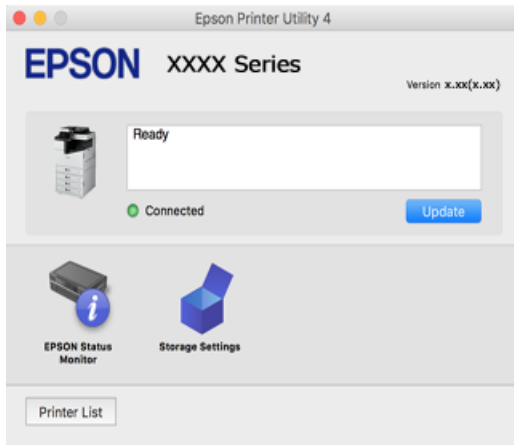 Epson Printer Utility 4
EPSON XXXX Series
Version x.xx(x.xx)
Ready
Connected
Update
EPSON Status
Monitor
Storage Settings
Printer List